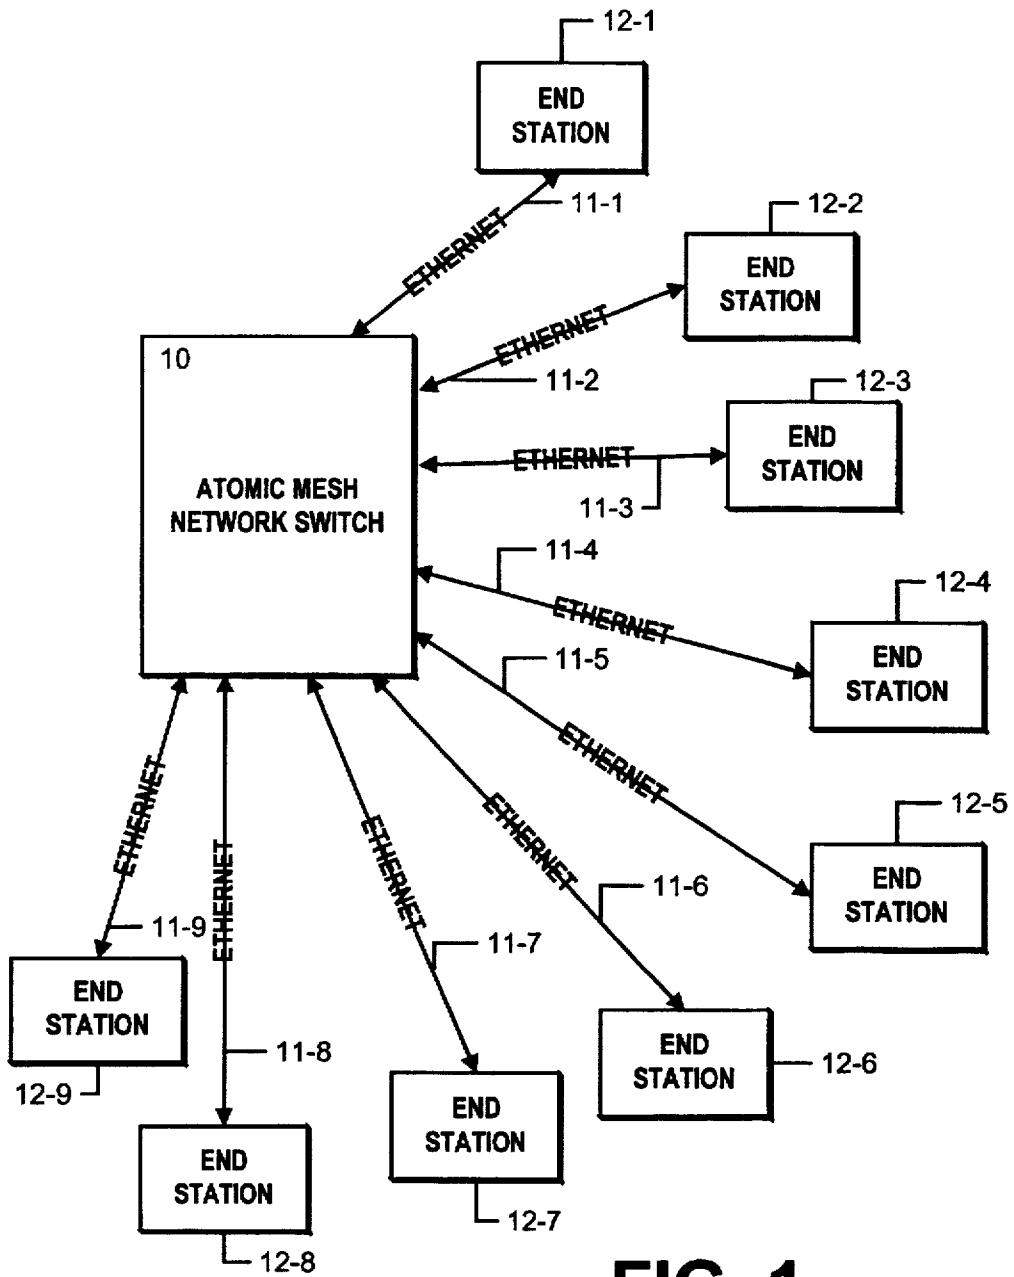 12-1
END
STATION
11-1
ETHERNET
12-2
END
STATION
ETHERNET
11-2
10
ATOMIC MESH
NETWORK SWITCH
12-3
END
STATION
ETHERNET
11-3
11-4
ETHERNET
12-4
END
STATION
11-5
ETHERNET
12-5
END
STATION
ETHERNET
11-6
END
STATION
12-6
ETHERNET
11-7
END
STATION
12-7
ETHERNET
11-8
END
STATION
12-8
ETHERNET
11-9
END
STATION
12-9
FIG. 1